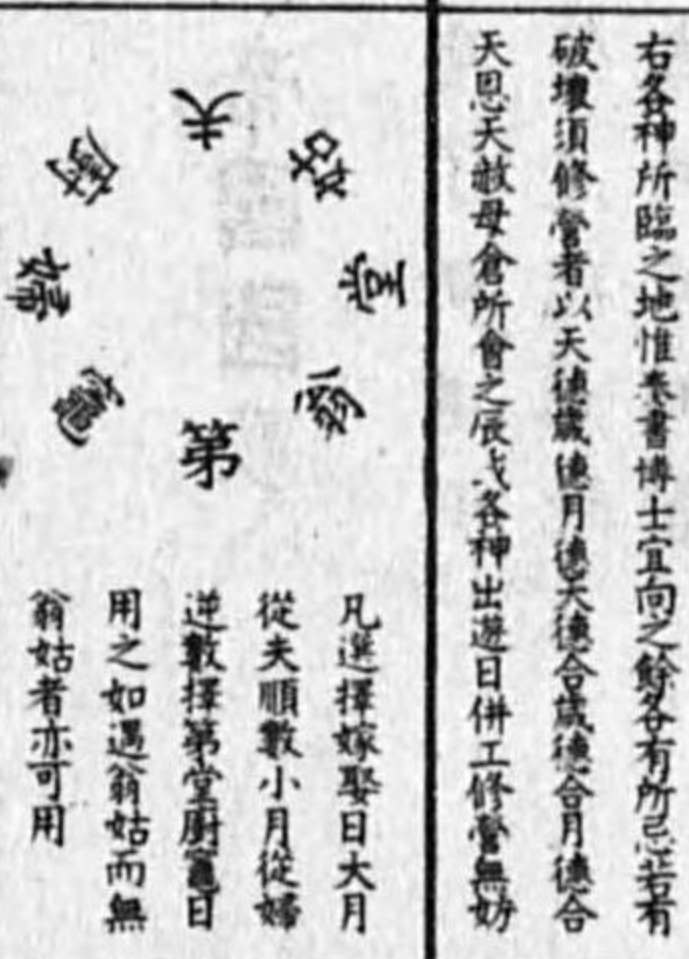 右各神所臨之地惟奏書博士宜向之餘各有所忌若有
破壞須修營者以天德歲德月德天德合歲德合月德合
天恩天赦母倉所會之辰或各神出遊日併工修營無妨
夫
姑
堂
翁
第
竈
婦
廚
凡選擇嫁娶日大月
從夫順數小月從婦
逆數擇第堂廚竈日
用之如遇翁姑而無
翁姑者亦可用